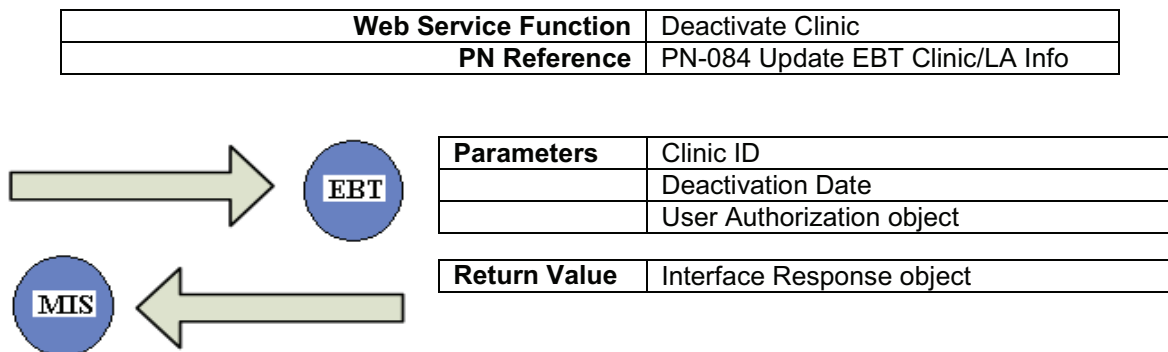 Web Service Function Deactivate Clinic
PN Reference PN-084 Update EBT Clinic/LA Info
EBT
Parameters Clinic ID
Deactivation Date
User Authorization object
MIS
Return Value Interface Response object